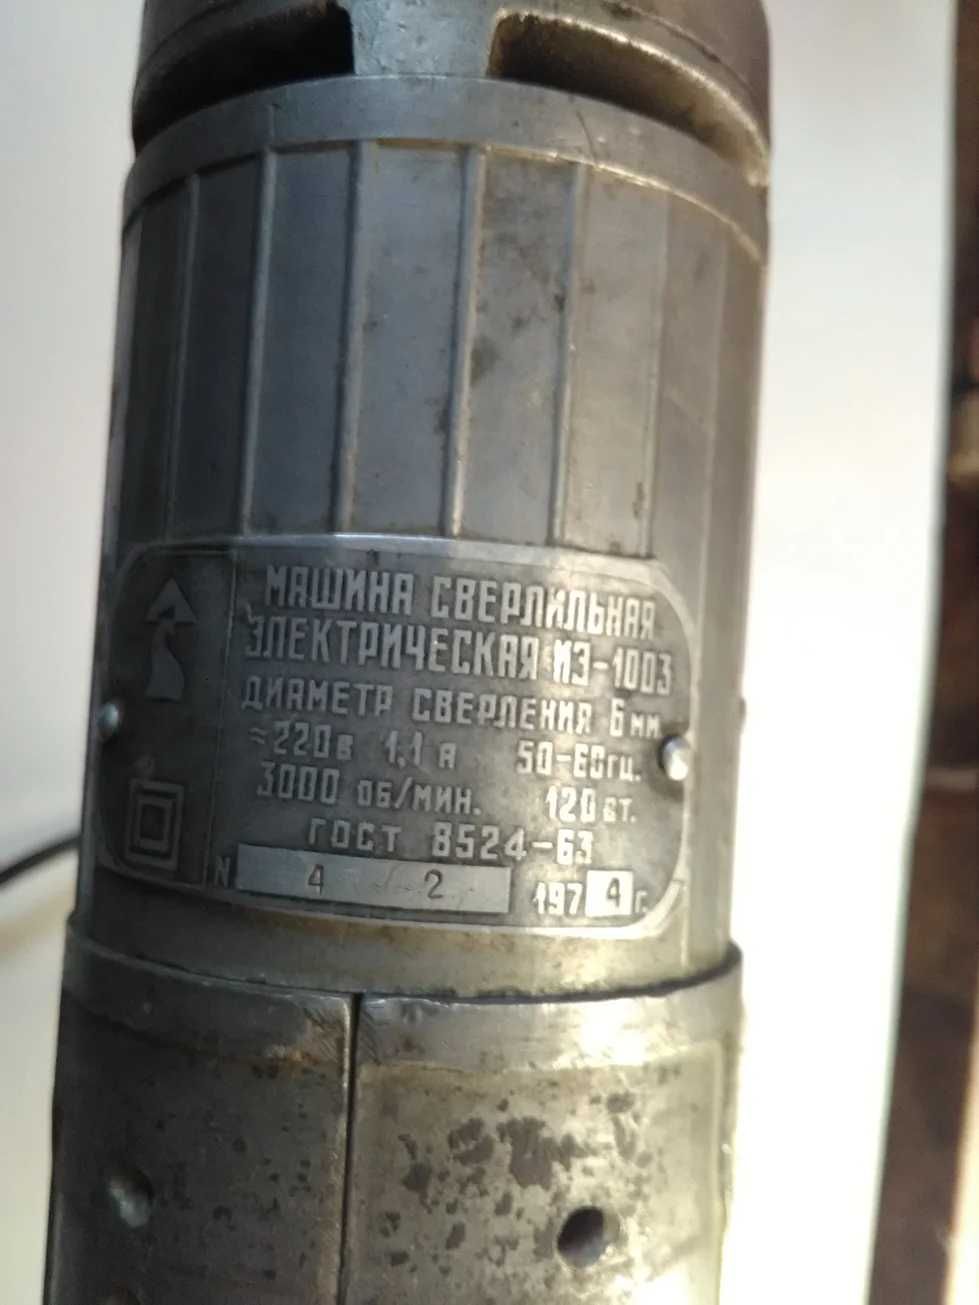 МАШИНА СВЕРЛИЛЬНАЯ
ЭЛЕКТРИЧЕСКАЯ ИЭ-1003
ДИАМЕТР СВЕРЛЕНИЯ 6 мм
≈220в 1,1 А 50-60гц.
3000 об/мин. 120 вт.
ГОСТ 8524-63
N 4 2 1974г.